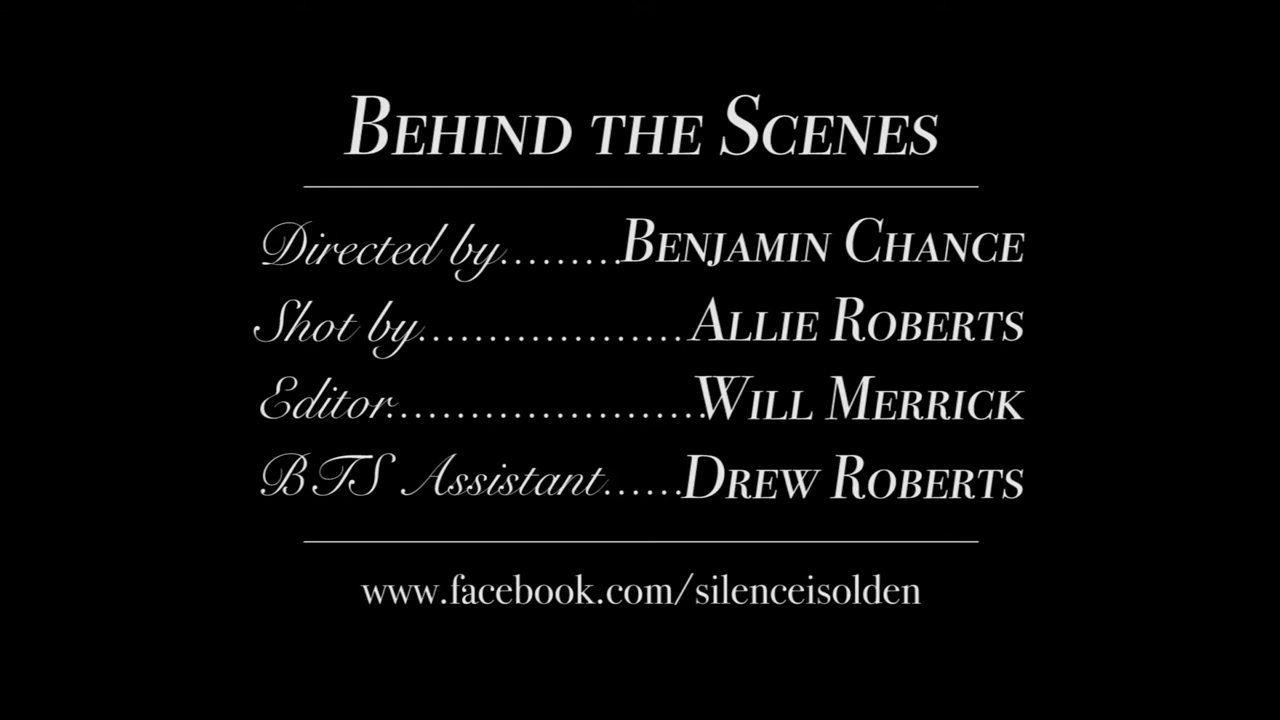 Behind the Scenes
Directed by.........Benjamin Chance
Shot by...................Allie Roberts
Editor.......................Will Merrick
BTS Assistant......Drew Roberts
www.facebook.com/silenceisolden